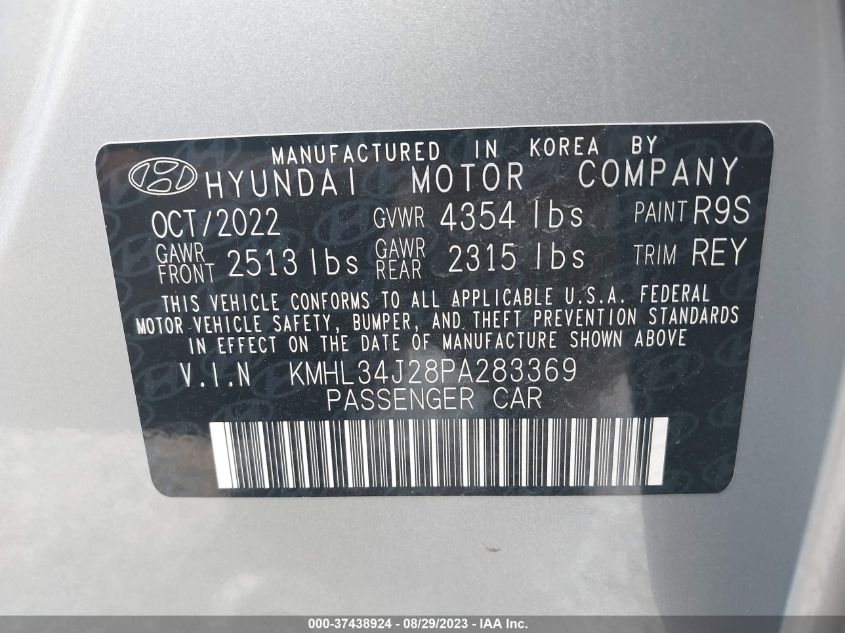 MANUFACTURED IN KOREA BY
HYUNDAI MOTOR COMPANY
OCT/2022 GVWR 4354 lbs PAINT R9S
GAWR FRONT 2513 lbs GAWR REAR 2315 lbs TRIM REY
THIS VEHICLE CONFORMS TO ALL APPLICABLE U.S.A. FEDERAL
MOTOR VEHICLE SAFETY, BUMPER, AND THEFT PREVENTION STANDARDS
IN EFFECT ON THE DATE OF MANUFACTURE SHOWN ABOVE
V.I.N KMHL34J28PA283369
PASSENGER CAR
000-37438924 - 08/29/2023 - IAA Inc.